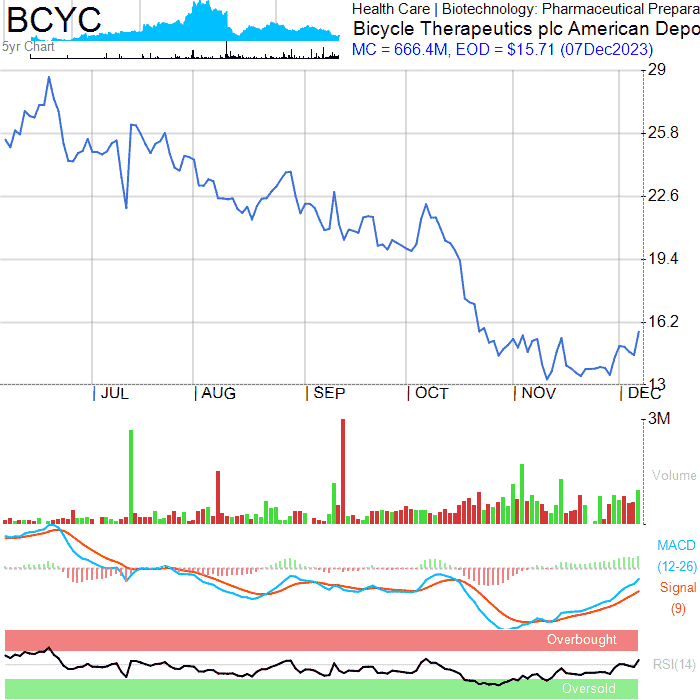 BCYC
5yr Chart
Health Care | Biotechnology: Pharmaceutical Prepara
Bicycle Therapeutics plc American Depo
MC = 666.4M, EOD = $15.71 (07Dec2023)
29
25.8
22.6
19.4
16.2
13
JUL AUG SEP OCT NOV DEC
3M
Volume
MACD
(12-26)
Signal
(9)
Overbought
RSI(14)
Oversold